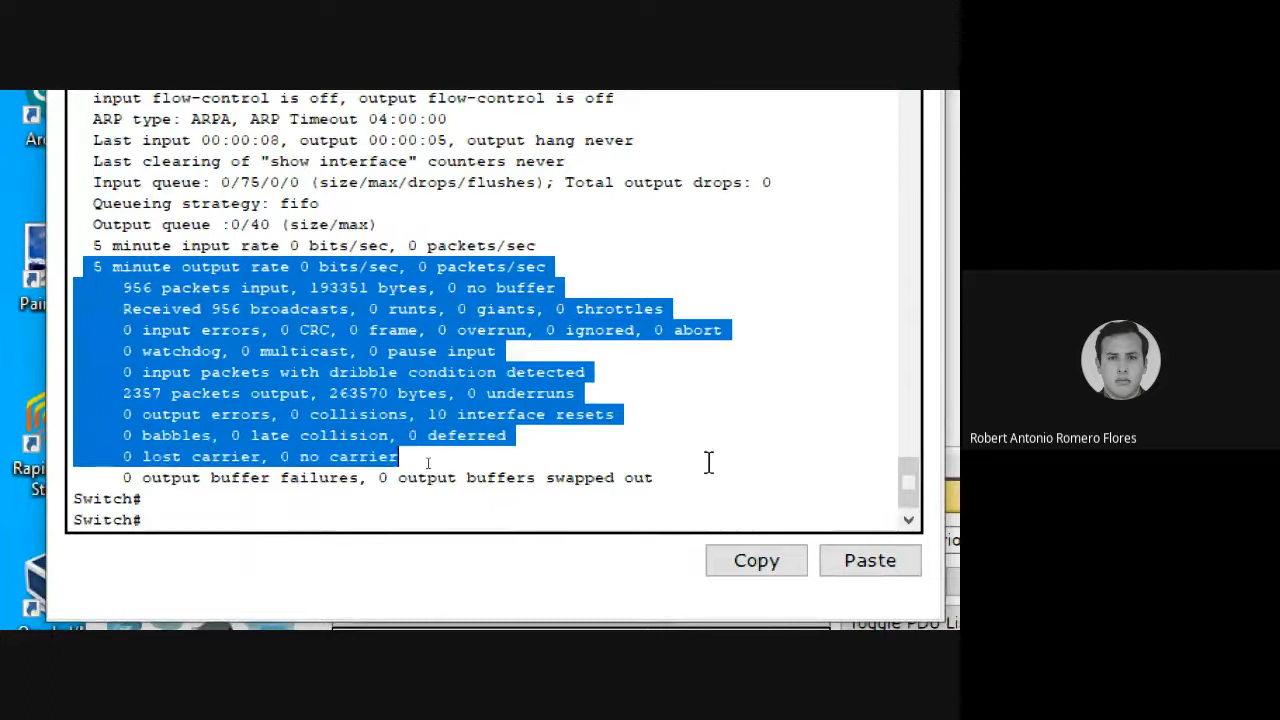 input flow-control is off, output flow-control is off
ARP type: ARPA, ARP Timeout 04:00:00
Last input 00:00:08, output 00:00:05, output hang never
Last clearing of "show interface" counters never
Input queue: 0/75/0/0 (size/max/drops/flushes); Total output drops: 0
Queueing strategy: fifo
Output queue :0/40 (size/max)
5 minute input rate 0 bits/sec, 0 packets/sec
5 minute output rate 0 bits/sec, 0 packets/sec
956 packets input, 193351 bytes, 0 no buffer
Received 956 broadcasts, 0 runts, 0 giants, 0 throttles
0 input errors, 0 CRC, 0 frame, 0 overrun, 0 ignored, 0 abort
0 watchdog, 0 multicast, 0 pause input
0 input packets with dribble condition detected
2357 packets output, 263570 bytes, 0 underruns
0 output errors, 0 collisions, 10 interface resets
0 babbles, 0 late collision, 0 deferred
0 lost carrier, 0 no carrier
0 output buffer failures, 0 output buffers swapped out
Switch#
Switch#
Copy
Paste
Toggle PDU Li
Robert Antonio Romero Flores